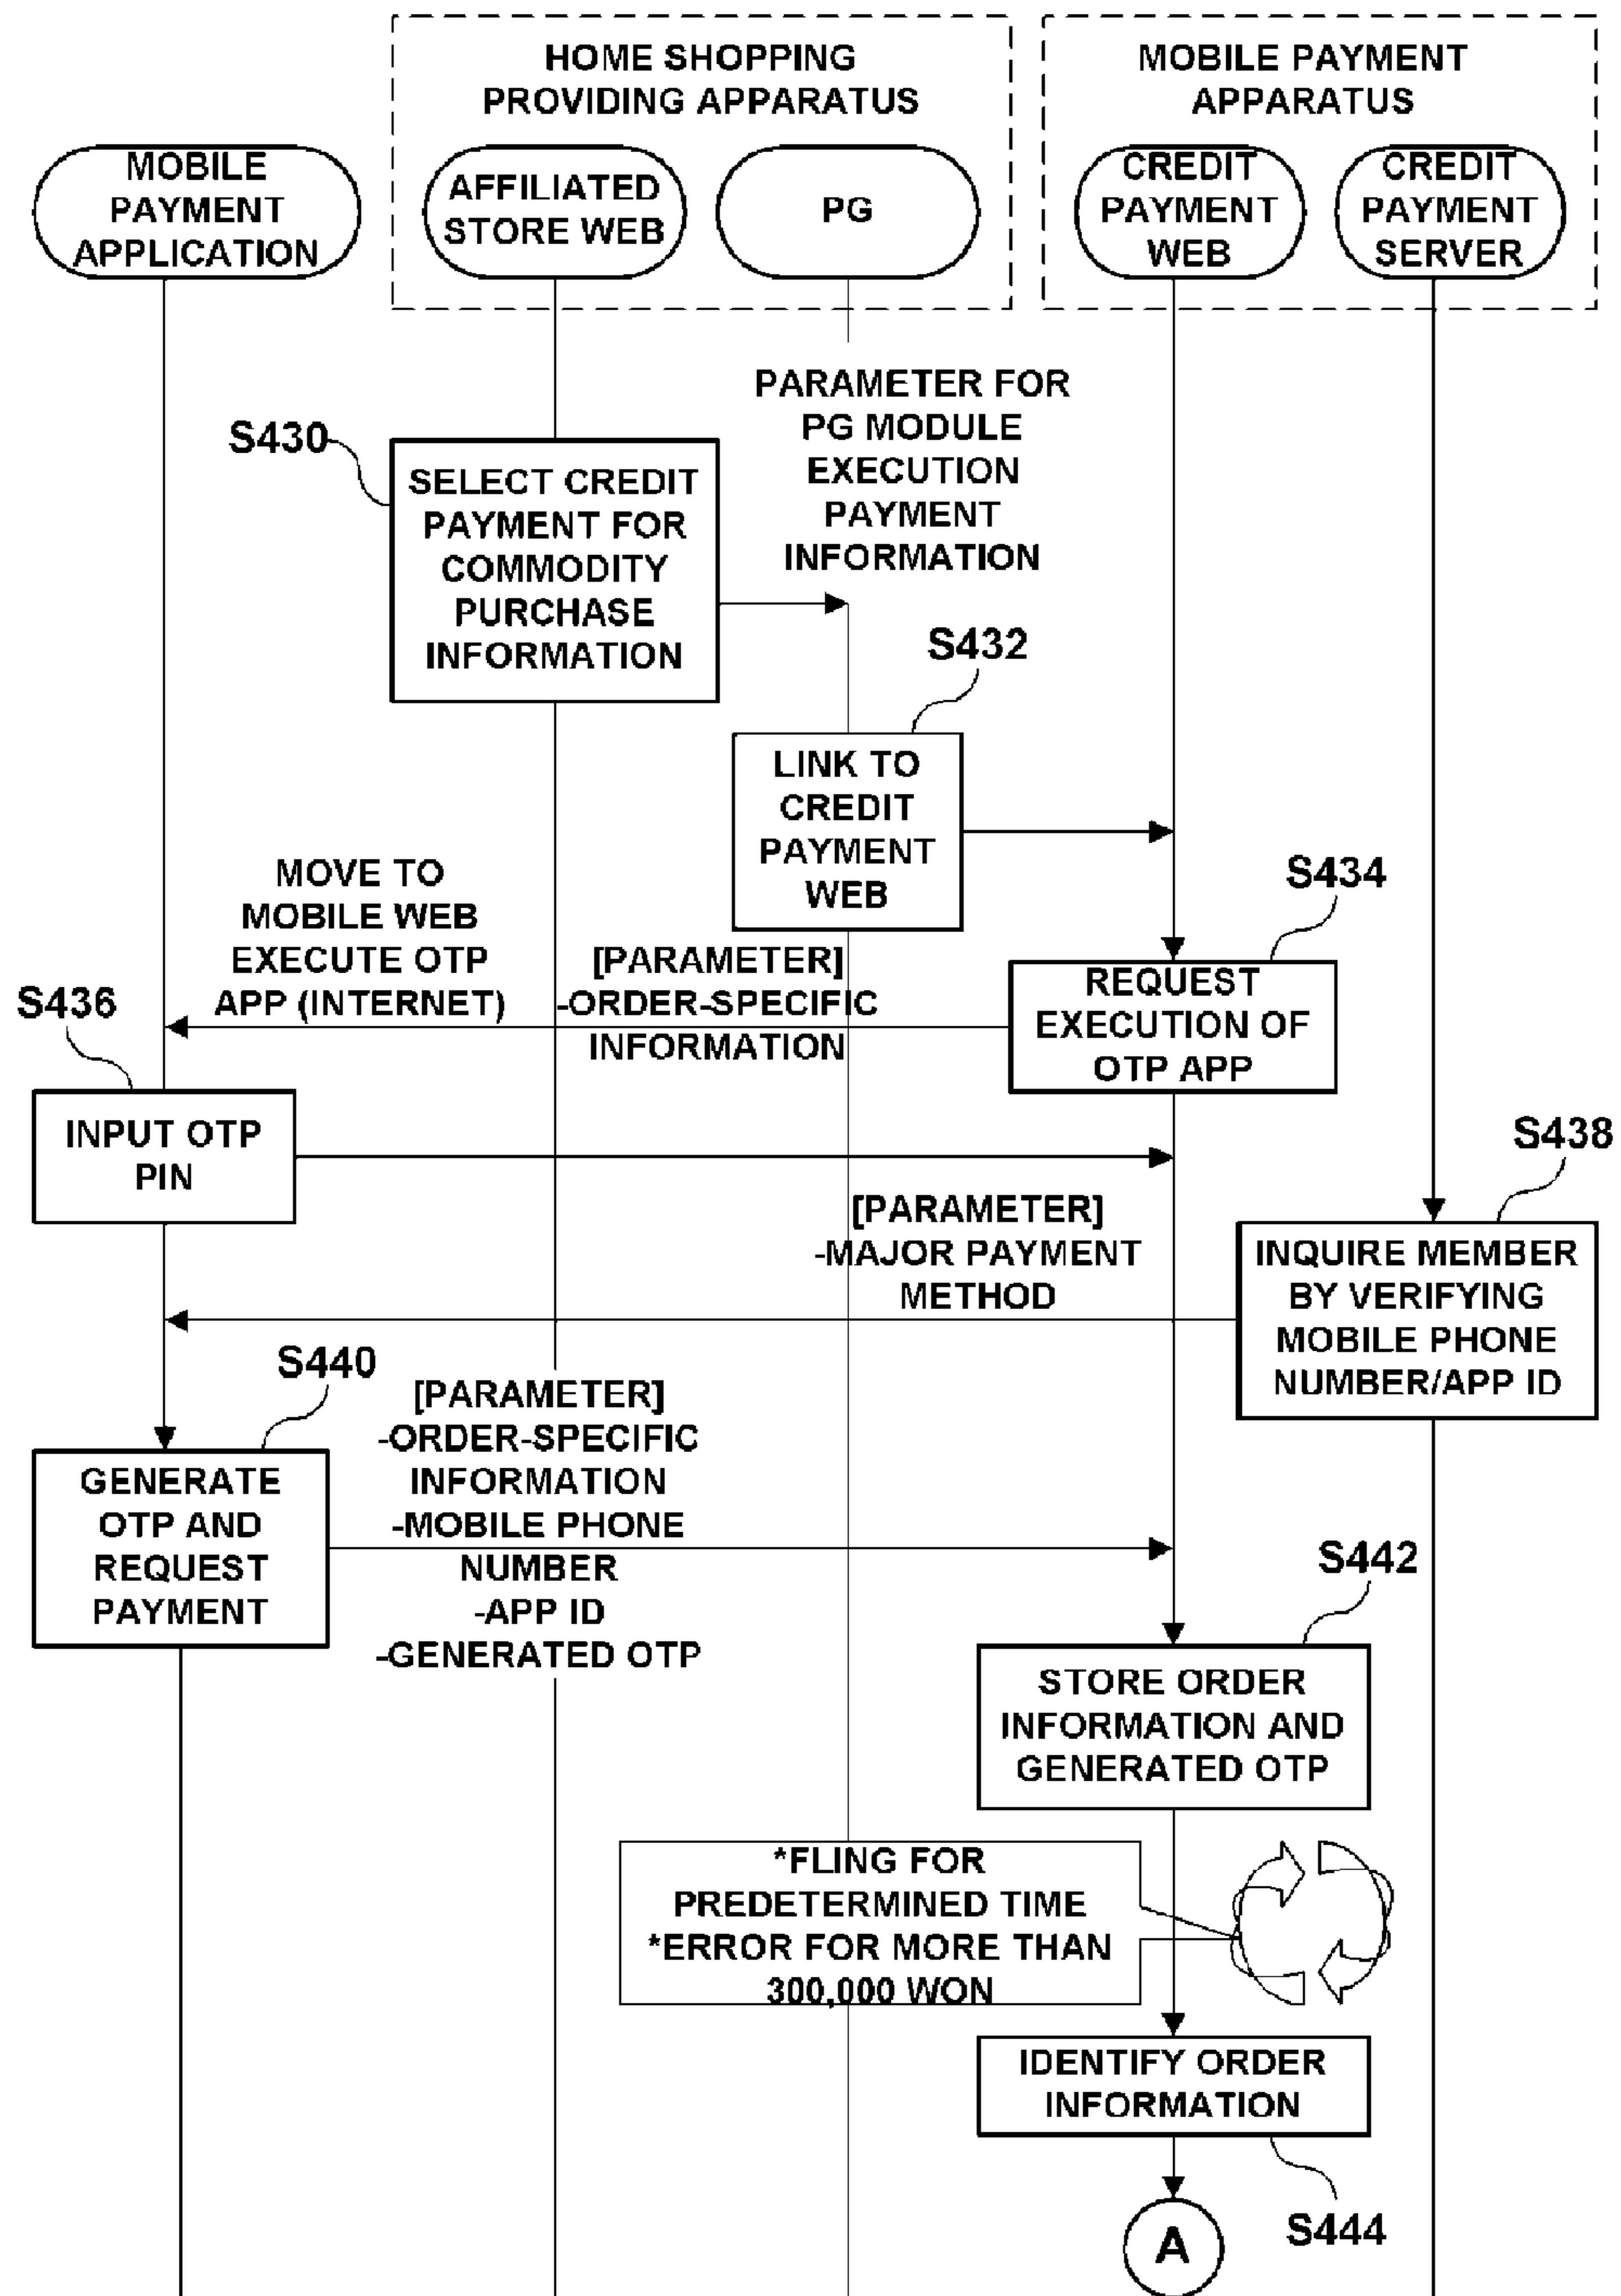 HOME SHOPPING
PROVIDING APPARATUS
MOBILE PAYMENT
APPARATUS
MOBILE
PAYMENT
APPLICATION
AFFILIATED
STORE WEB
PG
CREDIT
PAYMENT
WEB
CREDIT
PAYMENT
SERVER
PARAMETER FOR
PG MODULE
EXECUTION
PAYMENT
INFORMATION
S430
SELECT CREDIT
PAYMENT FOR
COMMODITY
PURCHASE
INFORMATION
S432
LINK TO
CREDIT
PAYMENT
WEB
S434
REQUEST
EXECUTION OF
OTP APP
MOVE TO
MOBILE WEB
EXECUTE OTP
APP (INTERNET)
[PARAMETER]
-ORDER-SPECIFIC
INFORMATION
S436
INPUT OTP
PIN
S438
INQUIRE MEMBER
BY VERIFYING
MOBILE PHONE
NUMBER/APP ID
[PARAMETER]
-MAJOR PAYMENT
METHOD
S440
GENERATE
OTP AND
REQUEST
PAYMENT
[PARAMETER]
-ORDER-SPECIFIC
INFORMATION
-MOBILE PHONE
NUMBER
-APP ID
-GENERATED OTP
S442
STORE ORDER
INFORMATION AND
GENERATED OTP
*FLING FOR
PREDETERMINED TIME
*ERROR FOR MORE THAN
300,000 WON
IDENTIFY ORDER
INFORMATION
S444
A